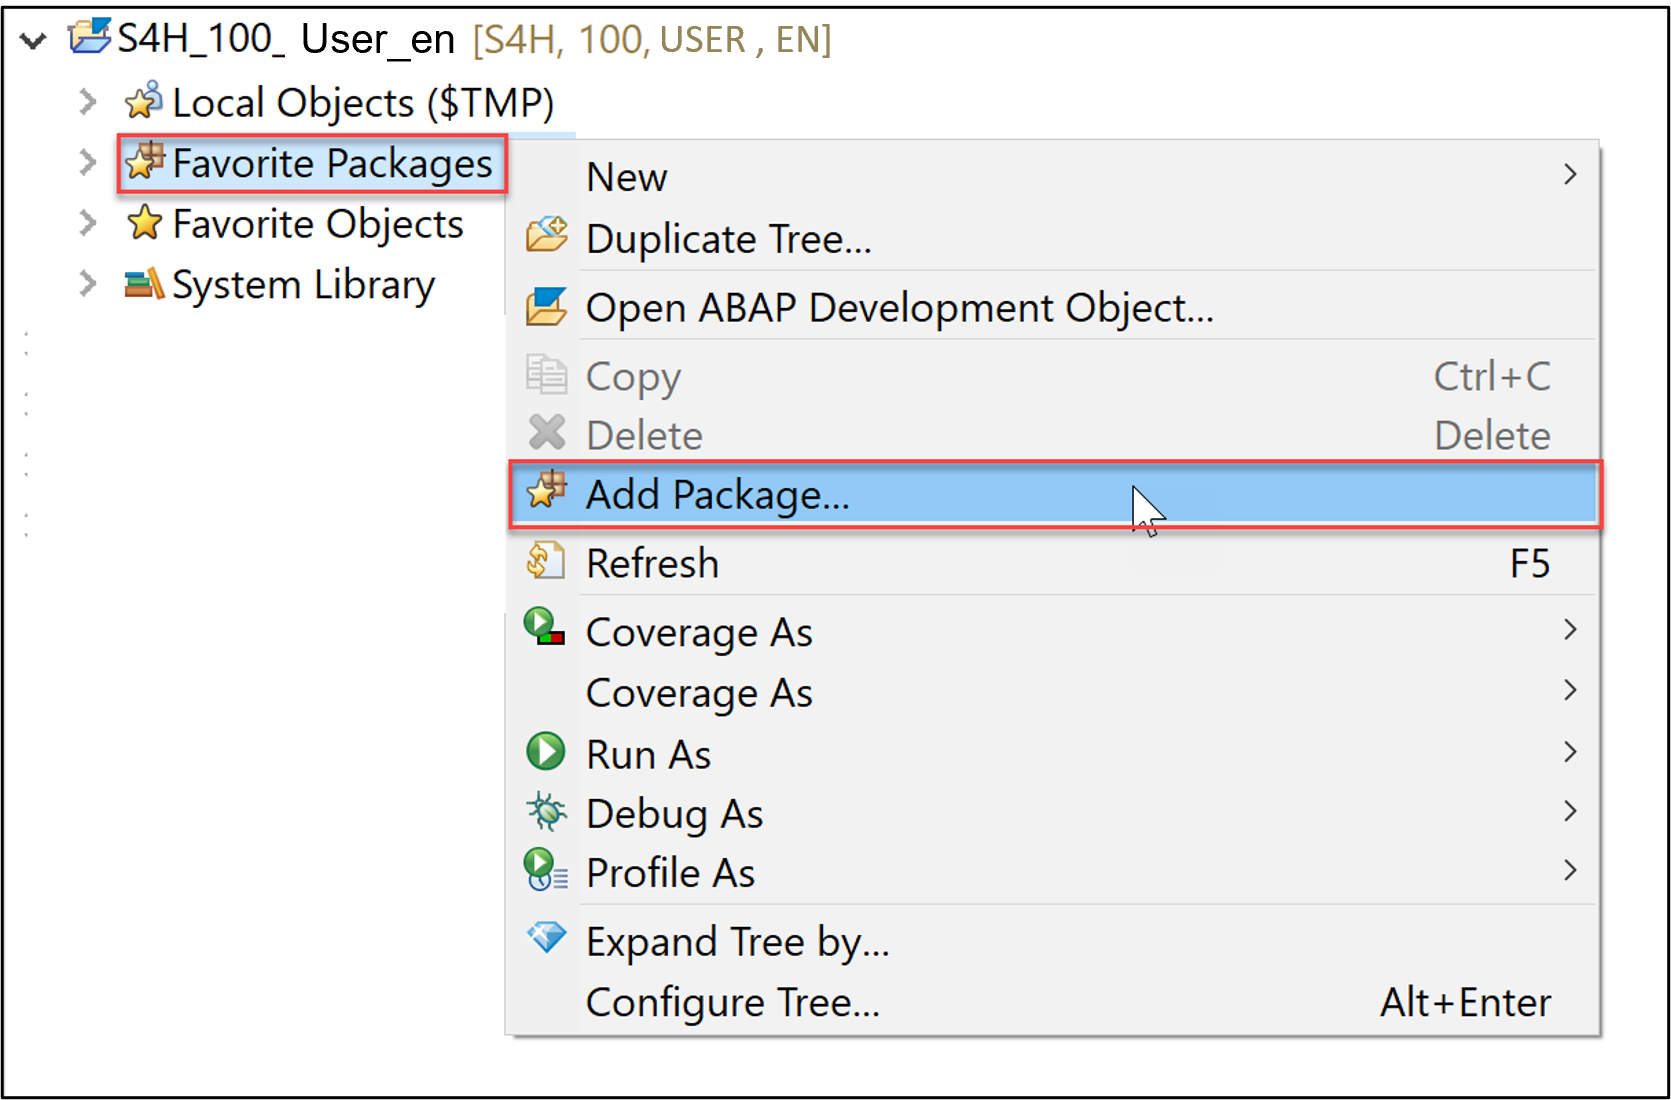 S4H_100_ User_en [S4H, 100, USER , EN]
Local Objects ($TMP)
Favorite Packages
Favorite Objects
System Library
New
Duplicate Tree...
Open ABAP Development Object...
Copy Ctrl+C
Delete Delete
Add Package...
Refresh F5
Coverage As
Coverage As
Run As
Debug As
Profile As
Expand Tree by...
Configure Tree... Alt+Enter